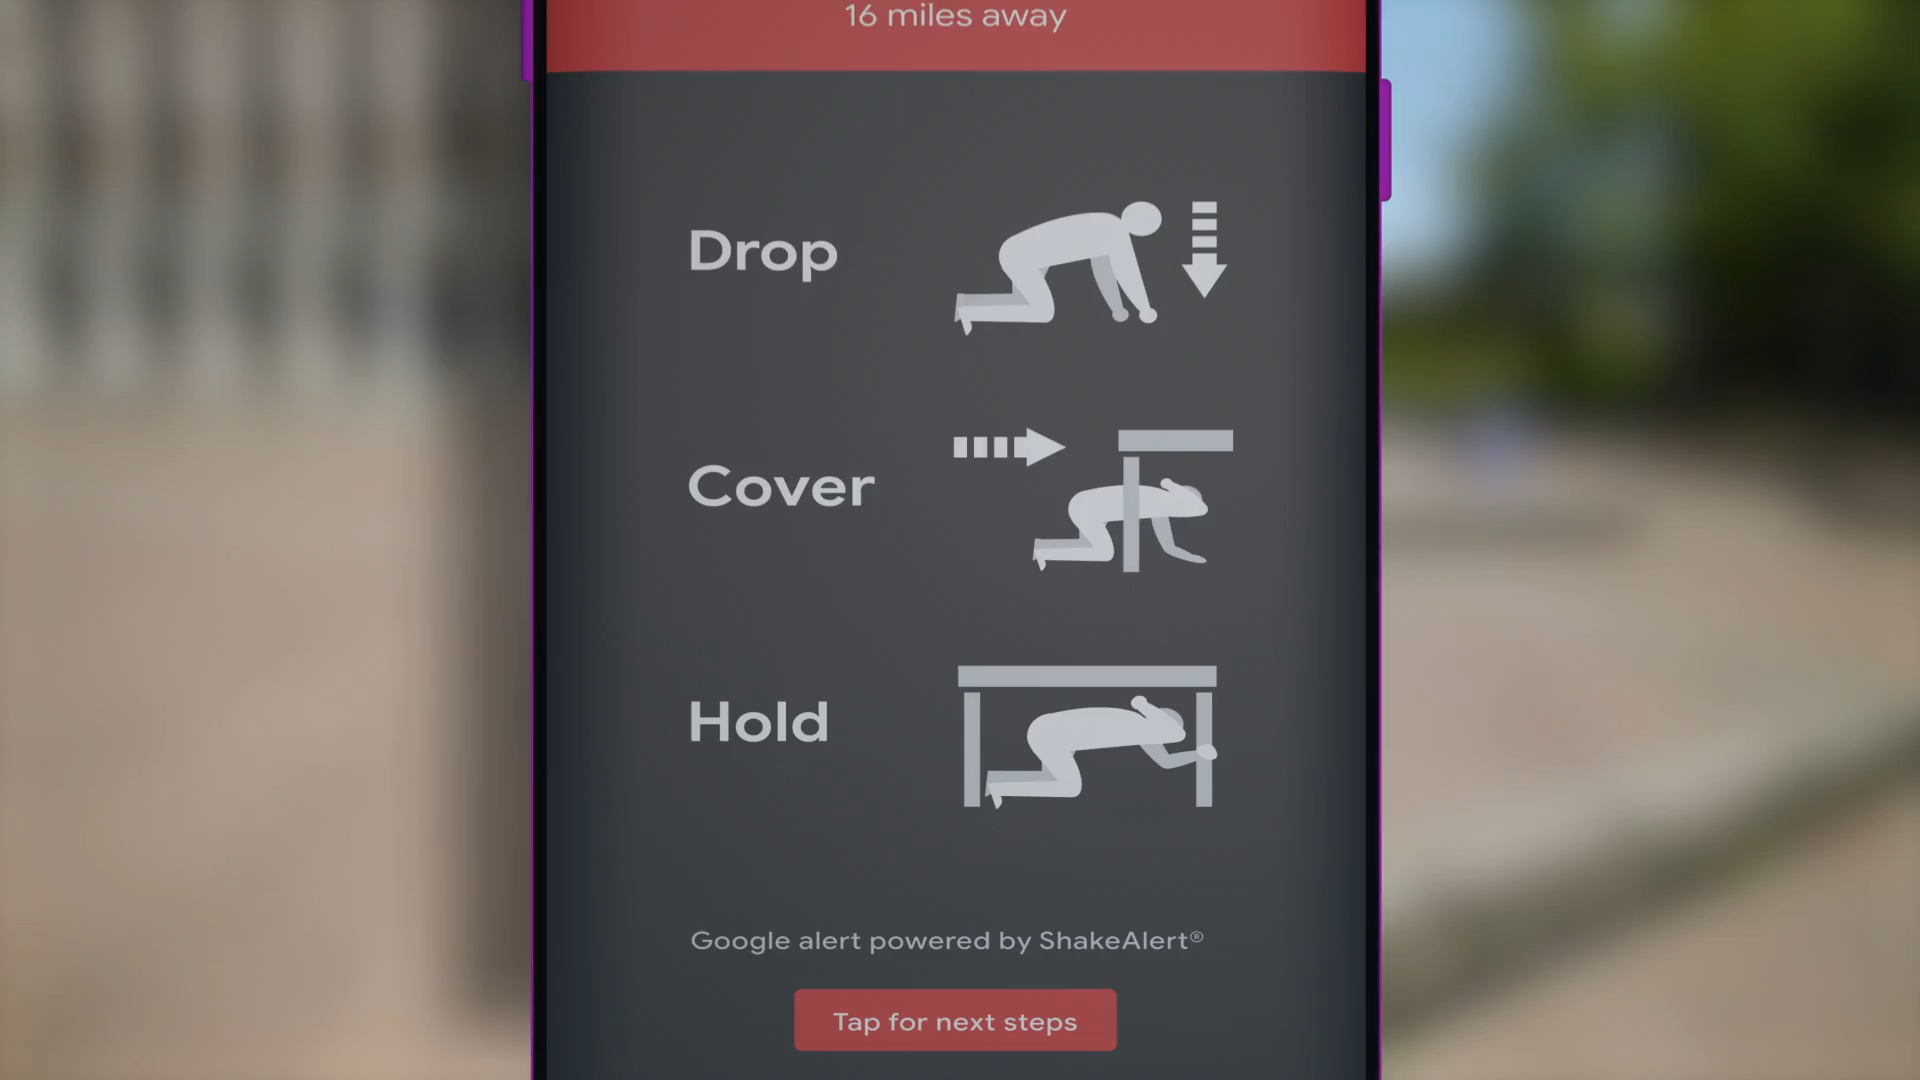 16 miles away
Drop
Cover
Hold
Google alert powered by ShakeAlert®
Tap for next steps